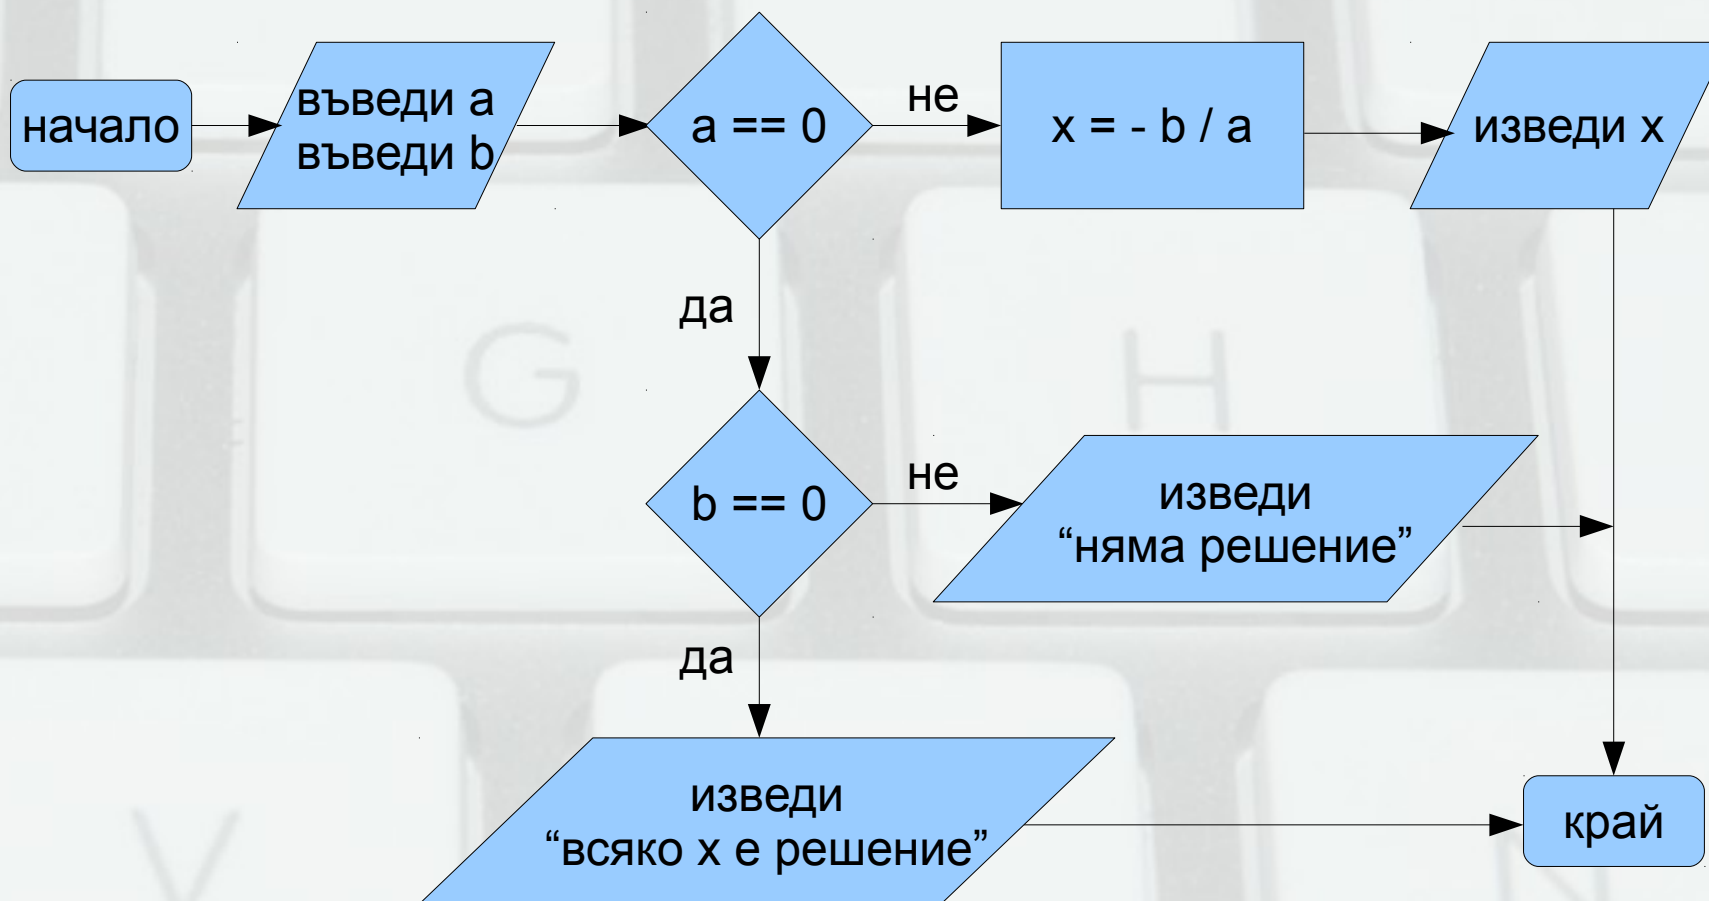 начало
въведи a
въведи b
a == 0
не
x = - b / a
изведи x
да
G
H
b == 0
не
изведи
“няма решение”
да
изведи
“всяко x е решение”
край
V
N